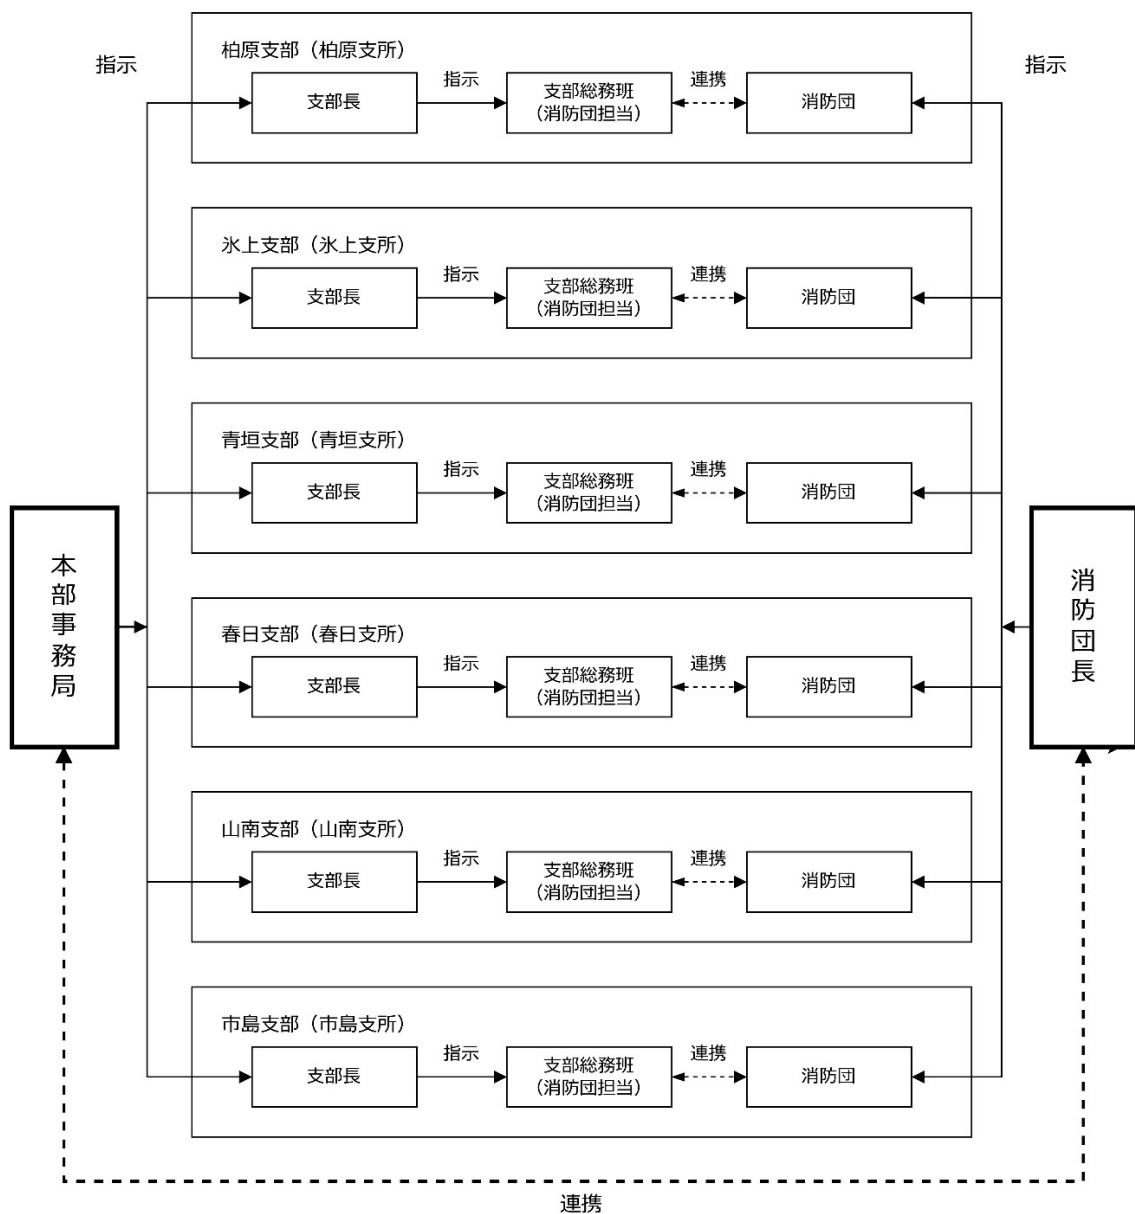 指示
指示
柏原支部（柏原支所）
支部長
指示
支部総務班
（消防団担当）
連携
消防団
氷上支部（氷上支所）
支部長
指示
支部総務班
（消防団担当）
連携
消防団
青垣支部（青垣支所）
支部長
指示
支部総務班
（消防団担当）
連携
消防団
本部事務局
消防団長
春日支部（春日支所）
支部長
指示
支部総務班
（消防団担当）
連携
消防団
山南支部（山南支所）
支部長
指示
支部総務班
（消防団担当）
連携
消防団
市島支部（市島支所）
支部長
指示
支部総務班
（消防団担当）
連携
消防団
連携